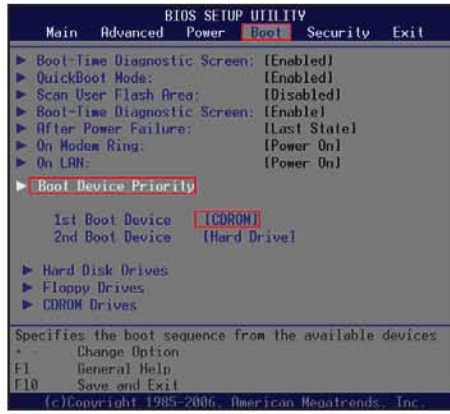 BIOS SETUP UTILITY
Main Advanced Power Boot Security Exit
Boot-Time Diagnostic Screen: [Enabled]
QuickBoot Mode: [Enabled]
Scan User Flash Area: [Disabled]
Boot-Time Diagnostic Screen: [Enable]
After Power Failure: [Last State]
On Modem Ring: [Power On]
On LAN: [Power On]
Boot Device Priority
1st Boot Device [CDROM]
2nd Boot Device [Hard Drive]
Hard Disk Drives
Floppy Drives
CDROM Drives
Specifies the boot sequence from the available devices
+ - Change Option
F1 General Help
F10 Save and Exit
(c)Copyright 1985-2006, American Megatrends, Inc.